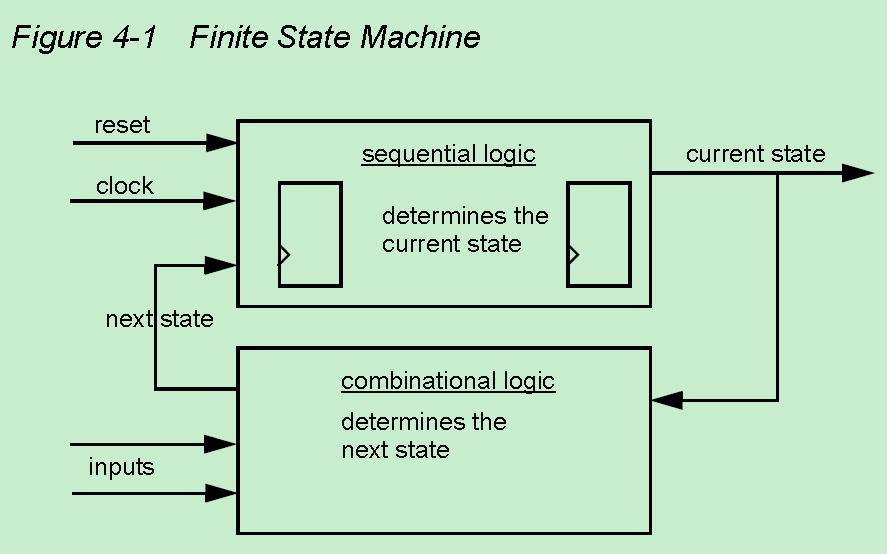 Figure 4-1 Finite State Machine
reset
sequential logic
current state
clock
determines the
current state
next state
combinational logic
determines the
next state
inputs